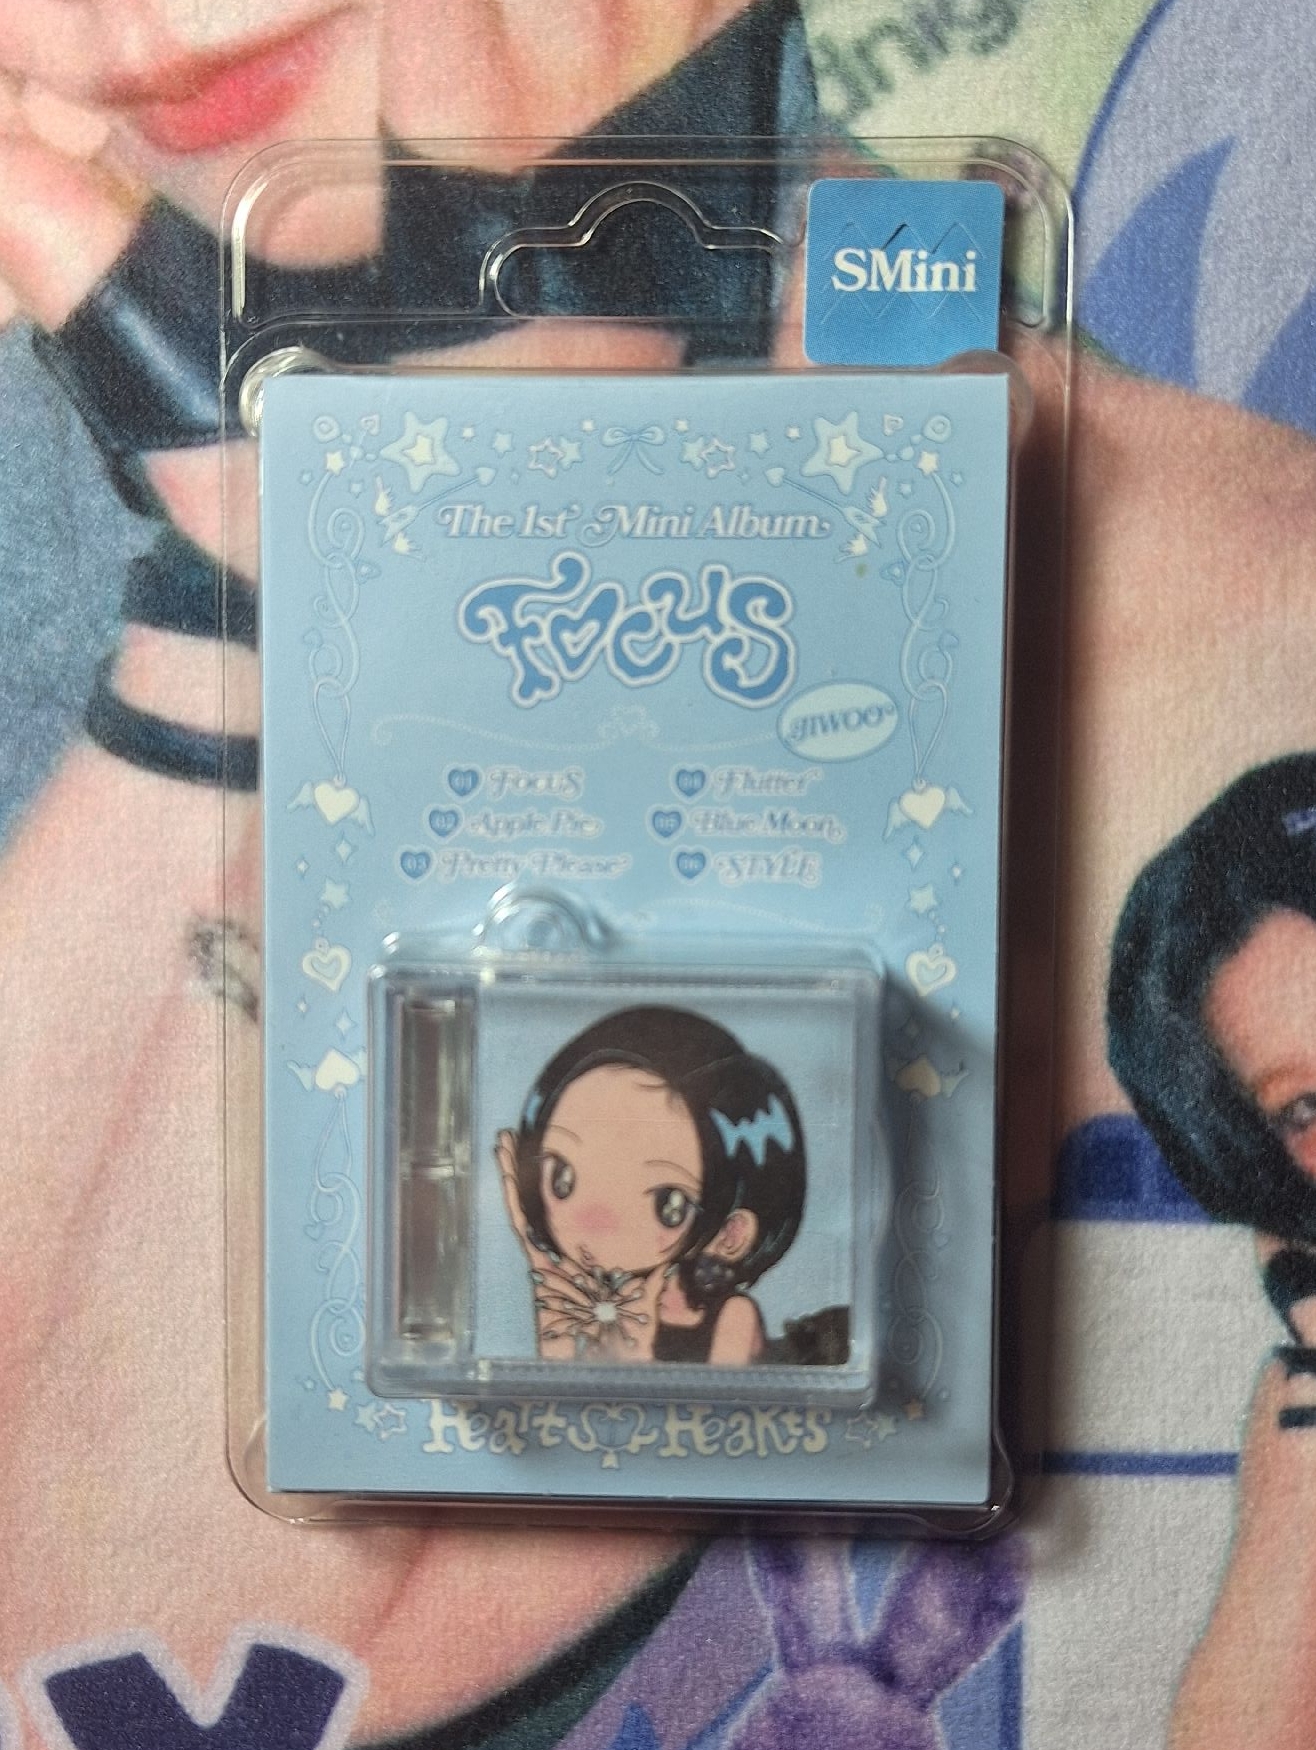 SMini
The 1st Mini Album
FOCUS
JIWOO
01 FOCUS
04 Flutter
02 Apple Pie
05 Blue Moon
03 Pretty Please
06 STYLE
Hearts2Hearts